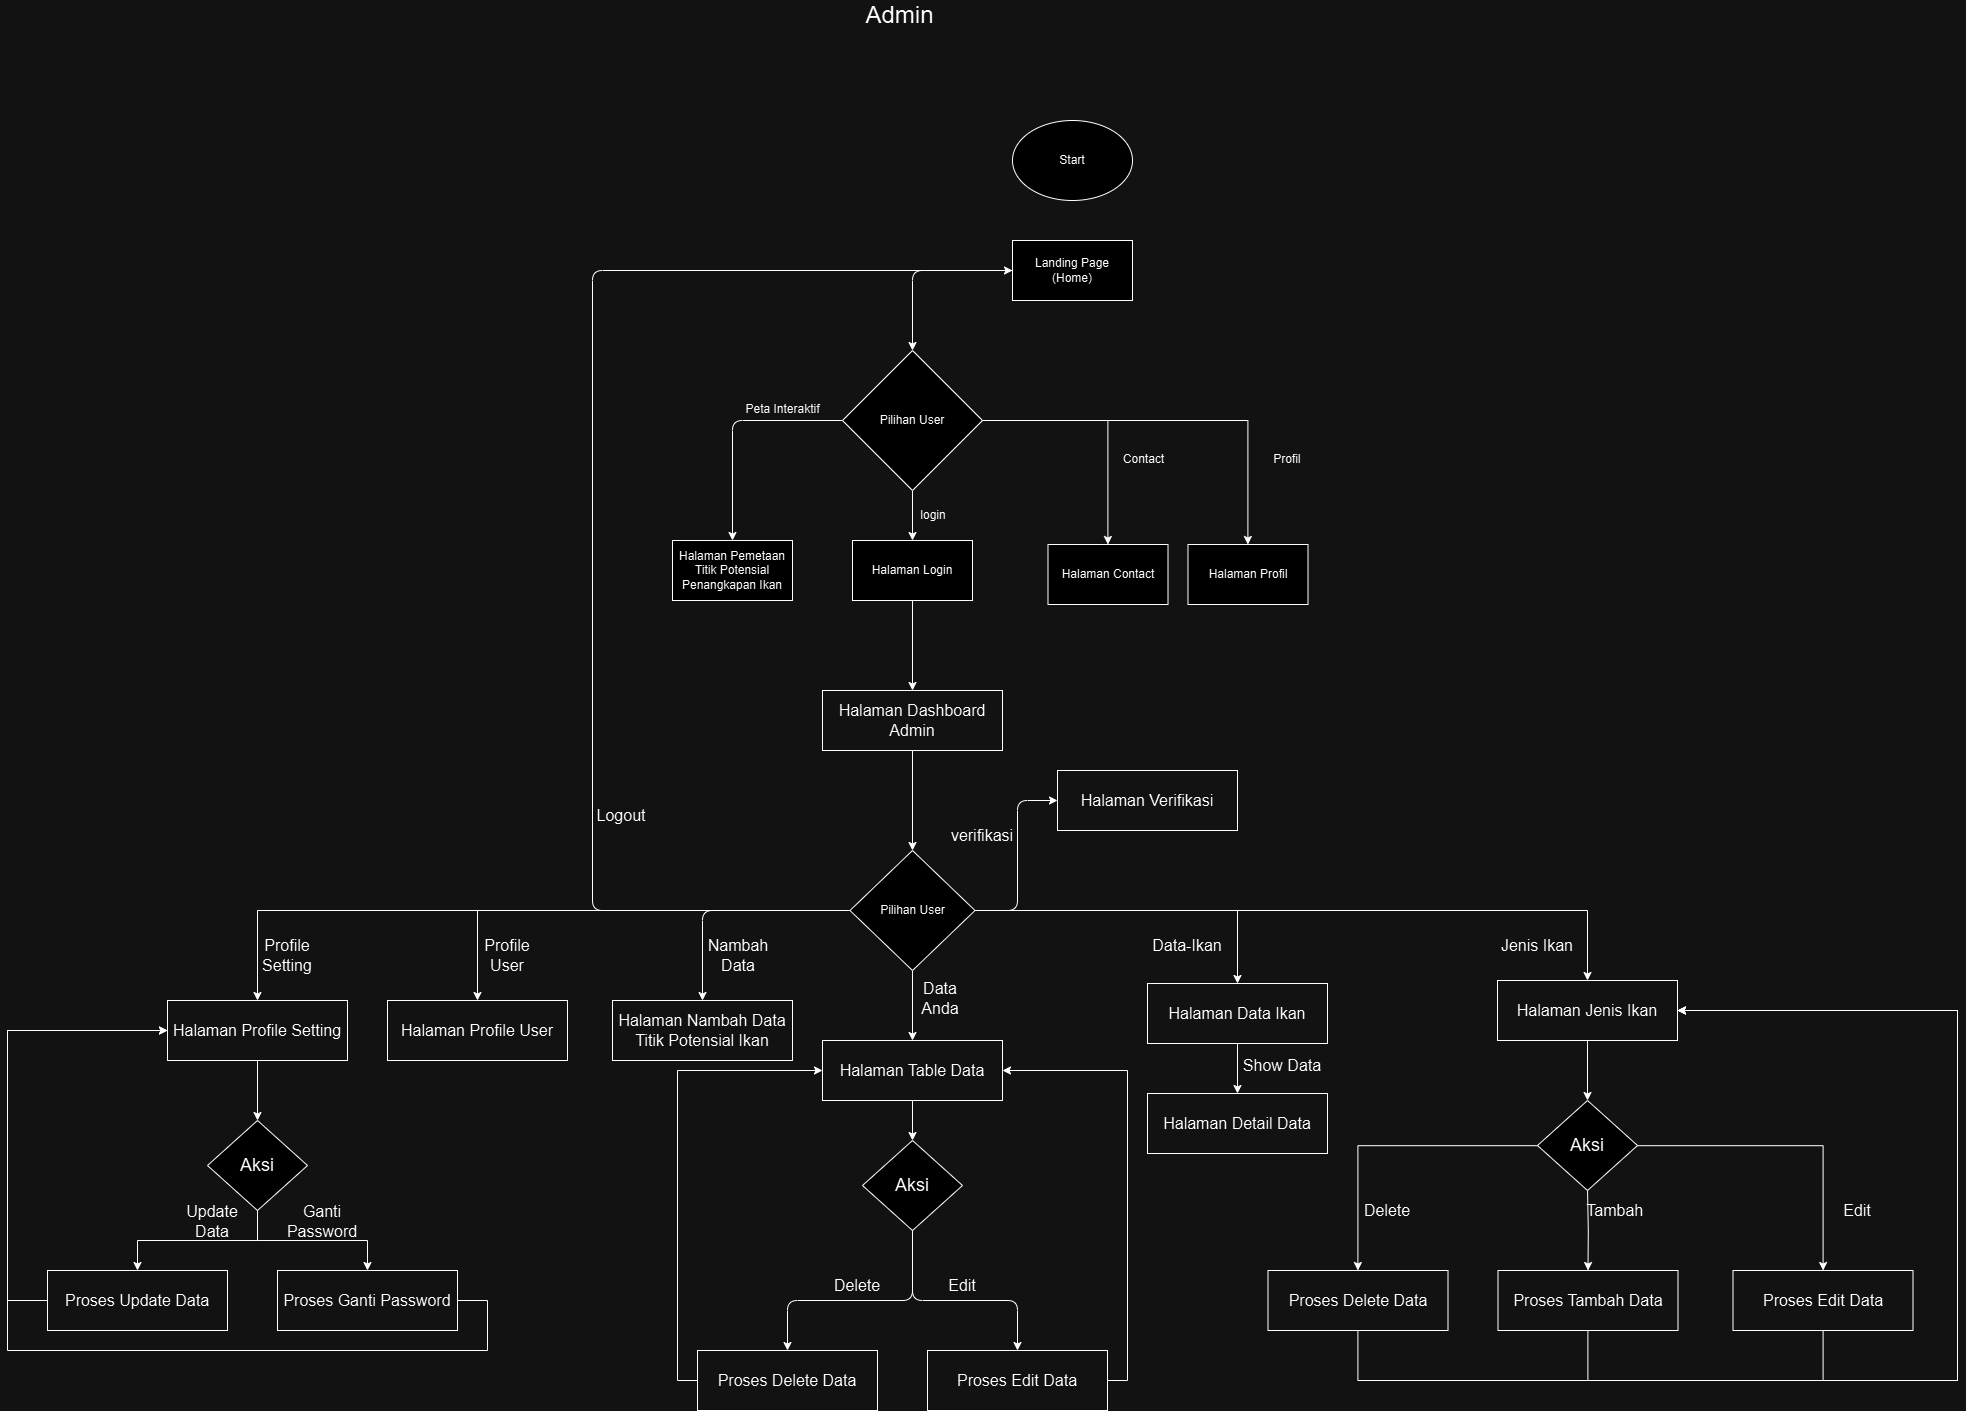 Admin
Start
Landing Page
(Home)
Peta Interaktif
Pilihan User
Contact
Profil
login
Halaman Pemetaan
Titik Potensial
Penangkapan Ikan
Halaman Login
Halaman Contact
Halaman Profil
Halaman Dashboard
Admin
Halaman Verifikasi
Logout
verifikasi
Pilihan User
Profile
Setting
Profile
User
Nambah
Data
Data
Anda
Data-Ikan
Jenis Ikan
Halaman Profile Setting
Halaman Profile User
Halaman Nambah Data
Titik Potensial Ikan
Halaman Table Data
Halaman Data Ikan
Halaman Jenis Ikan
Show Data
Halaman Detail Data
Aksi
Aksi
Aksi
Update
Data
Ganti
Password
Delete
Edit
Delete
Tambah
Edit
Proses Update Data
Proses Ganti Password
Proses Delete Data
Proses Edit Data
Proses Delete Data
Proses Tambah Data
Proses Edit Data